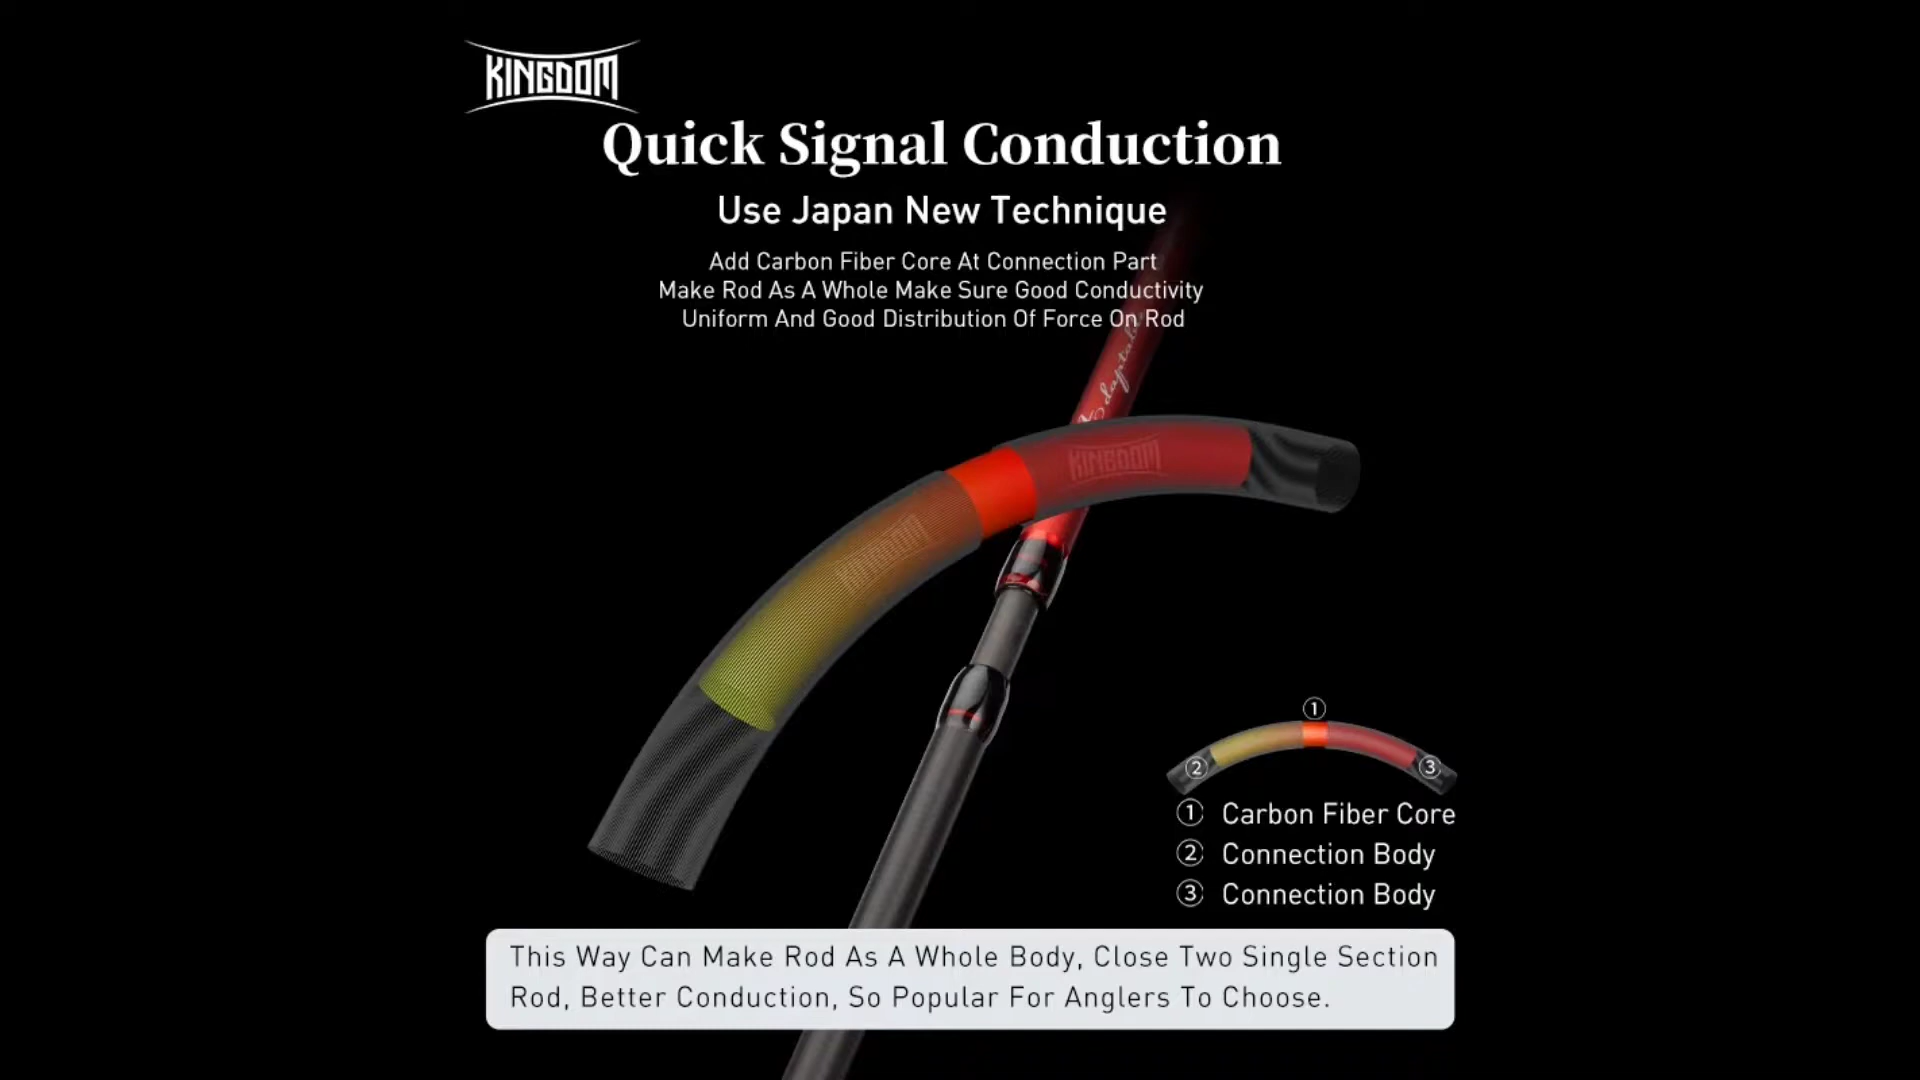 KINGDOM
Quick Signal Conduction
Use Japan New Technique
Add Carbon Fiber Core At Connection Part
Make Rod As A Whole Make Sure Good Conductivity
Uniform And Good Distribution Of Force On Rod
KINGDOM
KINGDOM
①
② ③
① Carbon Fiber Core
② Connection Body
③ Connection Body
This Way Can Make Rod As A Whole Body, Close Two Single Section
Rod, Better Conduction, So Popular For Anglers To Choose.